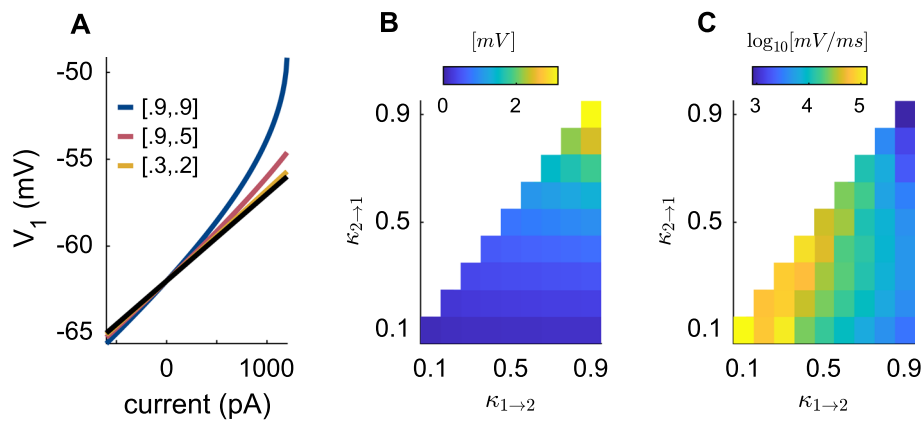 A
V₁ (mV)
-50
-55
-60
-65
[.9,.9]
[.9,.5]
[.3,.2]
0
1000
current (pA)
B
[mV]
0
2
κ₂→₁
0.9
0.5
0.1
0.1
0.5
0.9
κ₁→₂
C
log₁₀[mV/ms]
3
4
5
κ₂→₁
0.9
0.5
0.1
0.1
0.5
0.9
κ₁→₂